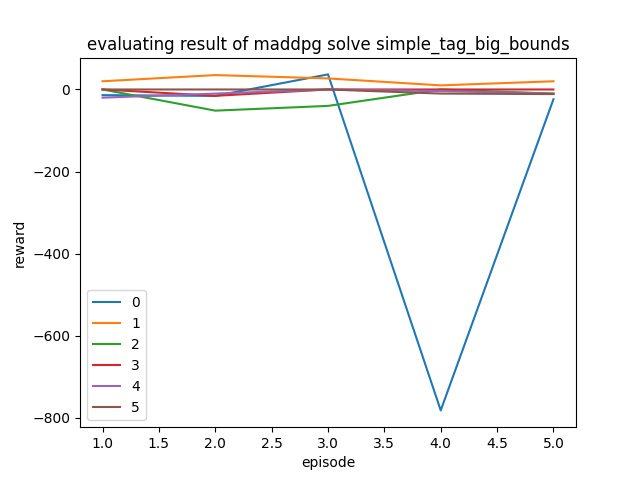 evaluating result of maddpg solve simple_tag_big_bounds
0
−200
−400
−600
−800
reward
0
1
2
3
4
5
1.0 1.5 2.0 2.5 3.0 3.5 4.0 4.5 5.0
episode